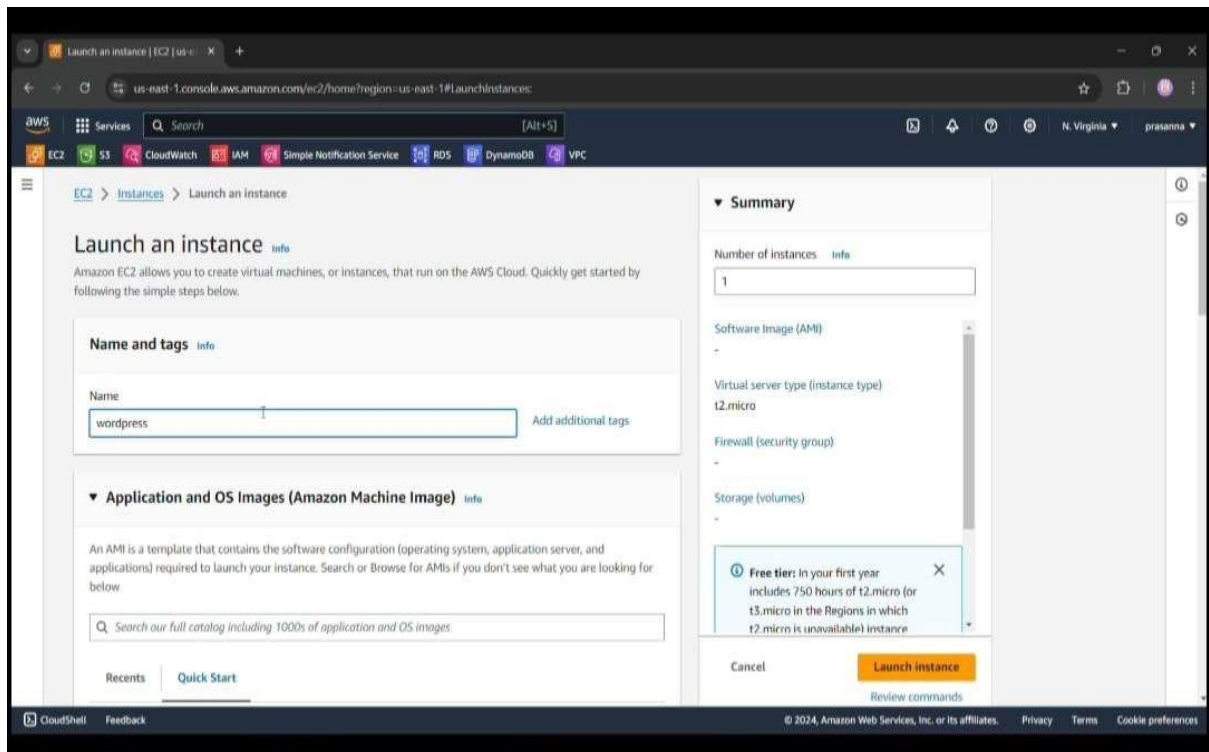 Launch an instance | EC2 | us-e
us-east-1.console.aws.amazon.com/ec2/home?region=us-east-1#LaunchInstances:
aws
Services
Search
[Alt+S]
N. Virginia
prasanna
EC2
S3
CloudWatch
IAM
Simple Notification Service
RDS
DynamoDB
VPC
EC2 > Instances > Launch an instance
Launch an instance Info
Amazon EC2 allows you to create virtual machines, or instances, that run on the AWS Cloud. Quickly get started by
following the simple steps below.
Name and tags Info
Name
wordpress
Add additional tags
Application and OS Images (Amazon Machine Image) Info
An AMI is a template that contains the software configuration (operating system, application server, and
applications) required to launch your instance. Search or Browse for AMIs if you don't see what you are looking for
below
Search our full catalog including 1000s of application and OS images
Recents
Quick Start
Summary
Number of instances Info
1
Software Image (AMI)
-
Virtual server type (instance type)
t2.micro
Firewall (security group)
-
Storage (volumes)
-
Free tier: In your first year
includes 750 hours of t2.micro (or
t3.micro in the Regions in which
t2.micro is unavailable) instance
Cancel
Launch instance
Review commands
CloudShell
Feedback
© 2024, Amazon Web Services, Inc. or its affiliates.
Privacy
Terms
Cookie preferences